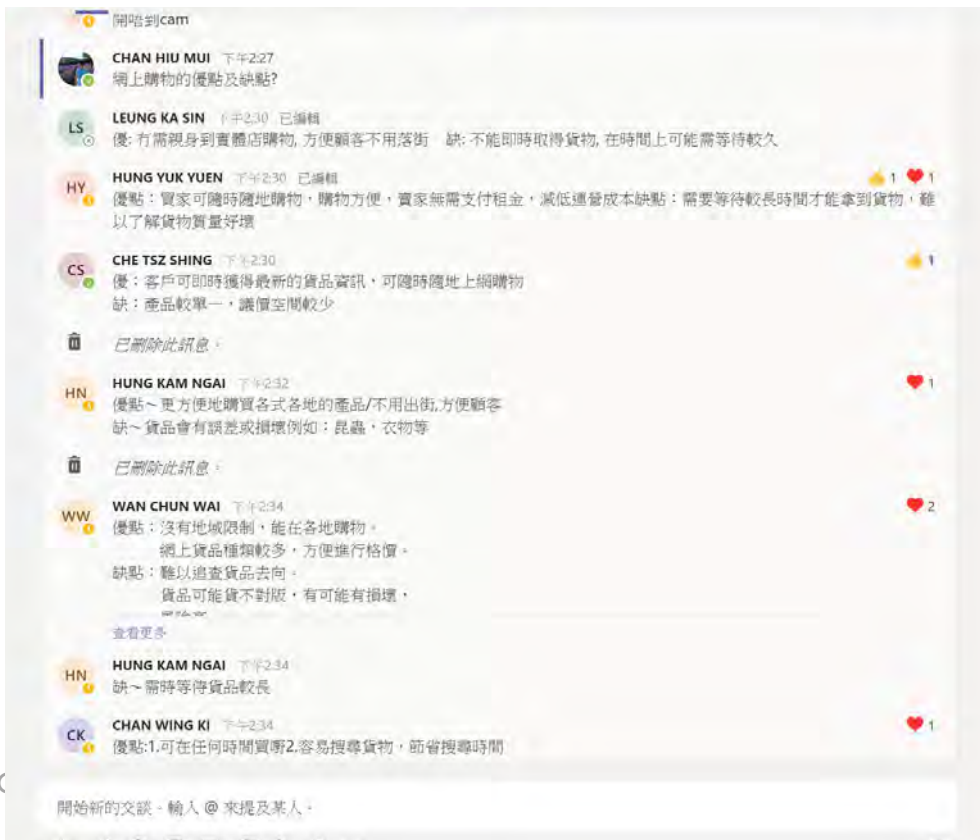 開唔到cam
CHAN HIU MUI 下午2:27
網上購物的優點及缺點?
LS
LEUNG KA SIN 下午2:30 已編輯
優: 冇需親身到實體店購物, 方便顧客不用落街 缺: 不能即時取得貨物, 在時間上可能需等待較久
HY
HUNG YUK YUEN 下午2:30 已編輯
1 1
優點：買家可隨時隨地購物，購物方便，賣家無需支付租金，減低運營成本缺點：需要等待較長時間才能拿到貨物，難
以了解貨物質量好壞
CS
CHE TSZ SHING 下午2:30
1
優：客戶可即時獲得最新的貨品資訊，可隨時隨地上網購物
缺：產品較單一，議價空間較少
已刪除此訊息。
HN
HUNG KAM NGAI 下午2:32
1
優點～更方便地購買各式各地的產品/不用出街,方便顧客
缺～貨品會有誤差或損壞例如：昆蟲，衣物等
已刪除此訊息。
WW
WAN CHUN WAI 下午2:34
2
優點：沒有地域限制，能在各地購物。
網上貨品種類較多，方便進行格價。
缺點：難以追查貨品去向。
貨品可能貨不對版，有可能有損壞，
查看更多
HN
HUNG KAM NGAI 下午2:34
缺～需時等待貨品較長
CK
CHAN WING KI 下午2:34
1
優點:1.可在任何時間買嘢2.容易搜尋貨物，節省搜尋時間
開始新的交談。輸入 @ 來提及某人。